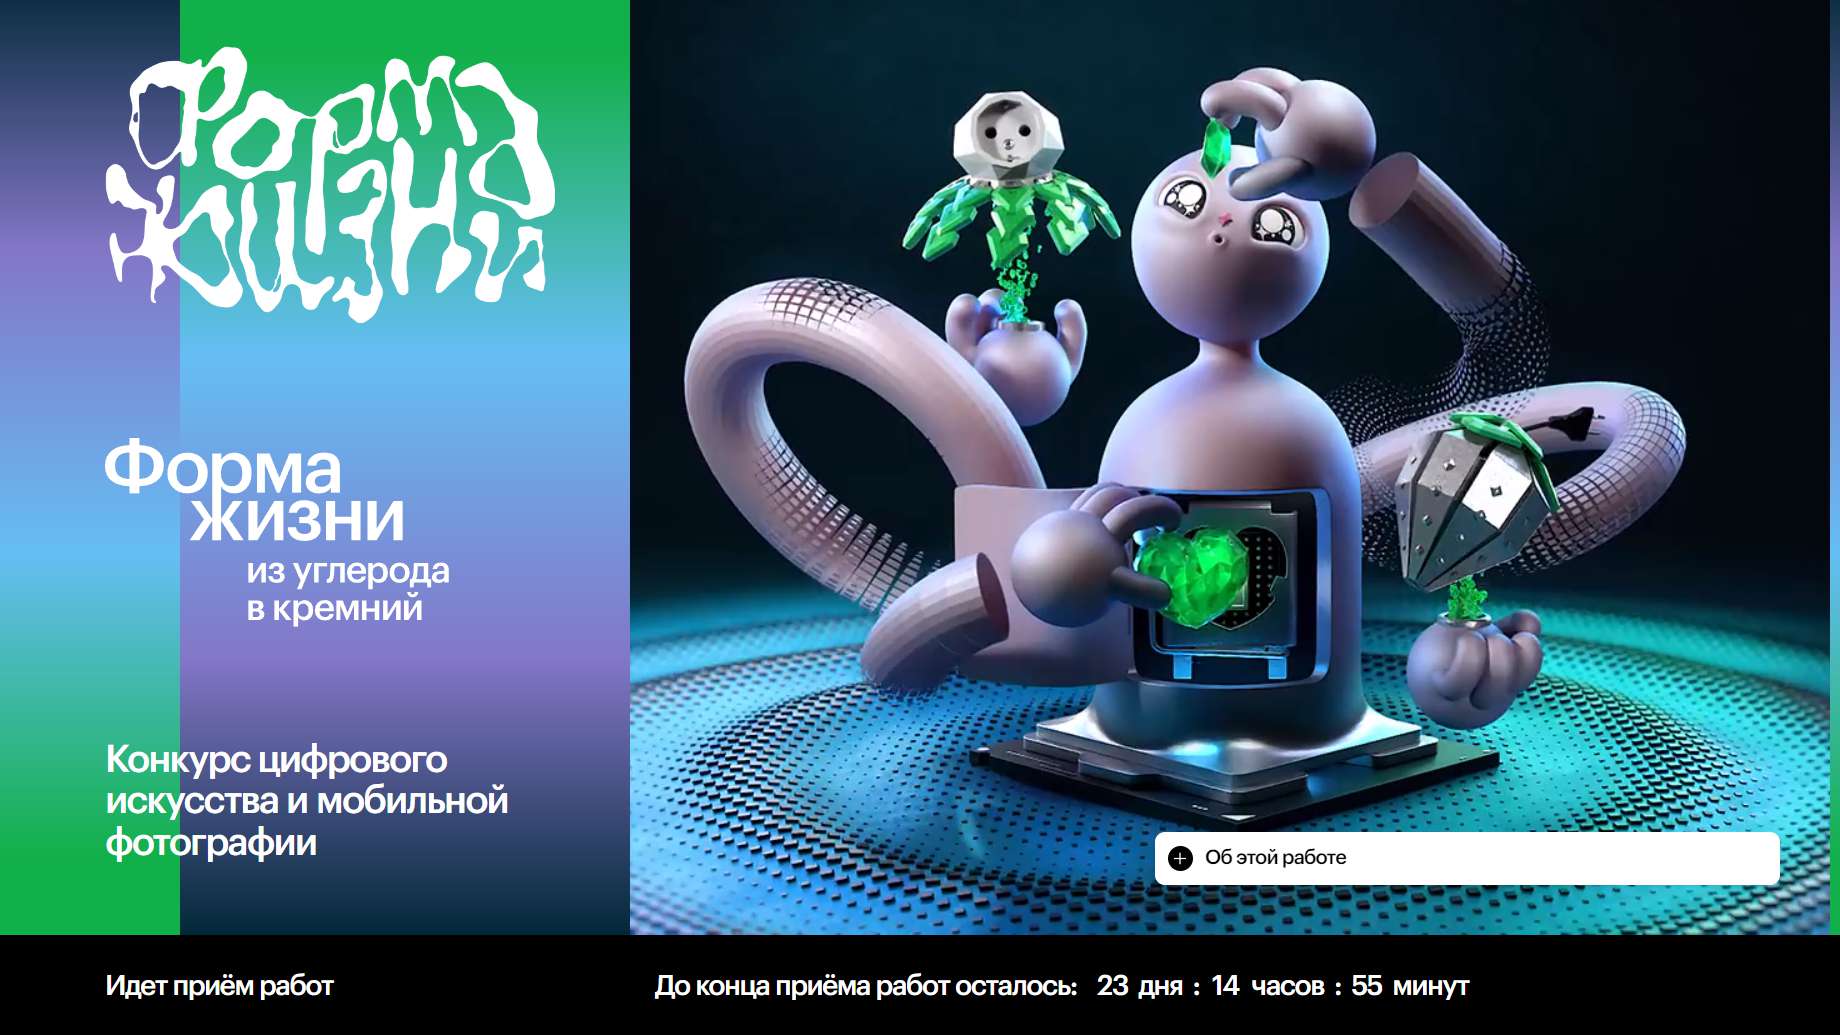 Форма
Жизни
Форма
жизни
из углерода
в кремний
Конкурс цифрового
искусства и мобильной
фотографии
Об этой работе
Идет приём работ
До конца приёма работ осталось: 23 дня : 14 часов : 55 минут